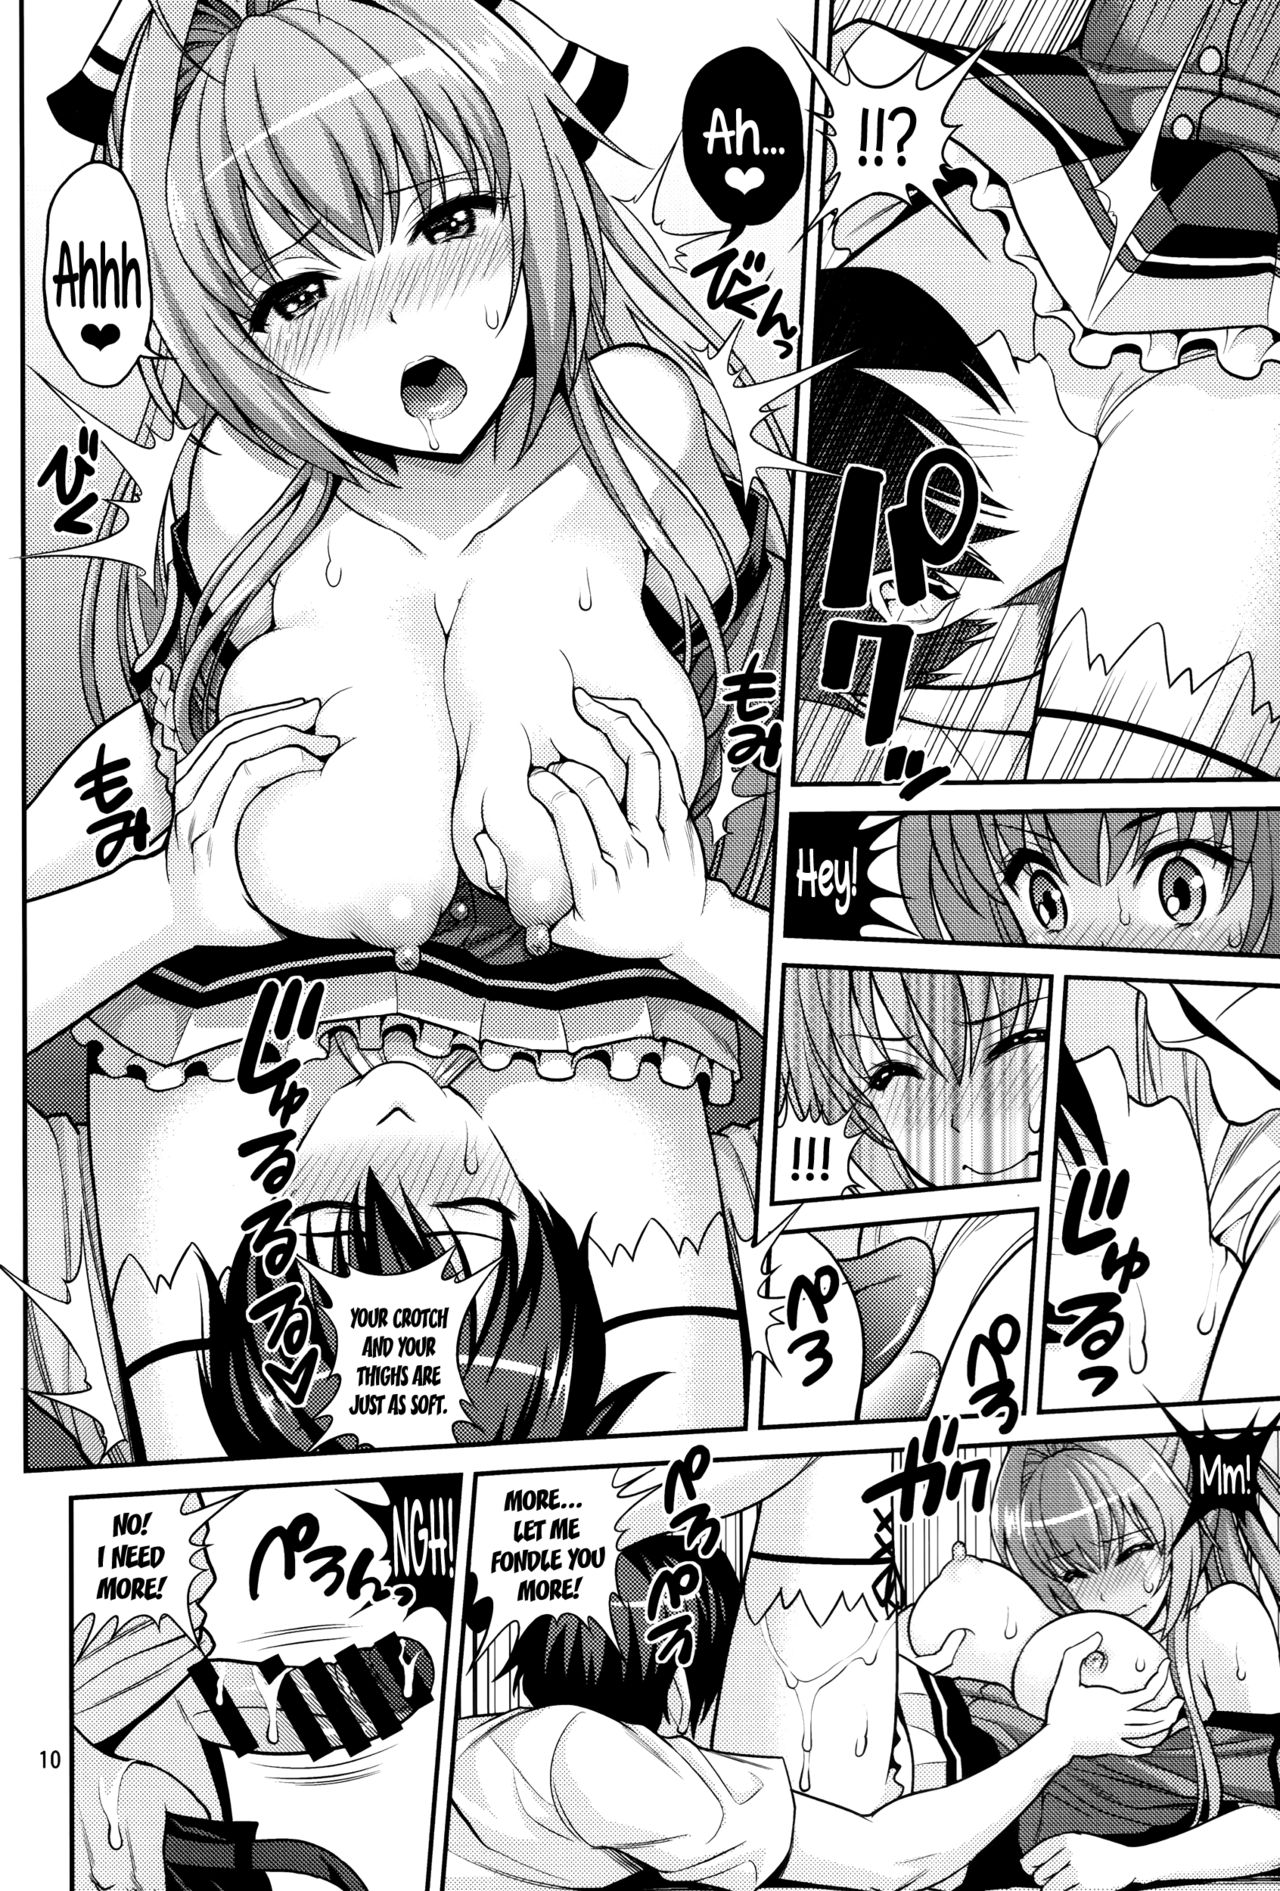 !!?
パクッ
Hey!
じゅるっ
!!!
ぺろ
ぺろ
Ah...♥
びくんっ
Ahhh♥
びく
もみ
もみ
じゅるるるる♡
YOUR CROTCH
AND YOUR
THIGHS ARE
JUST AS SOFT.
Mm!
ガク
ぺろ
ぺろ
MORE...
LET ME
FONDLE YOU
MORE!
NGH!
ぺろんっ
NO!
I NEED
MORE!
10